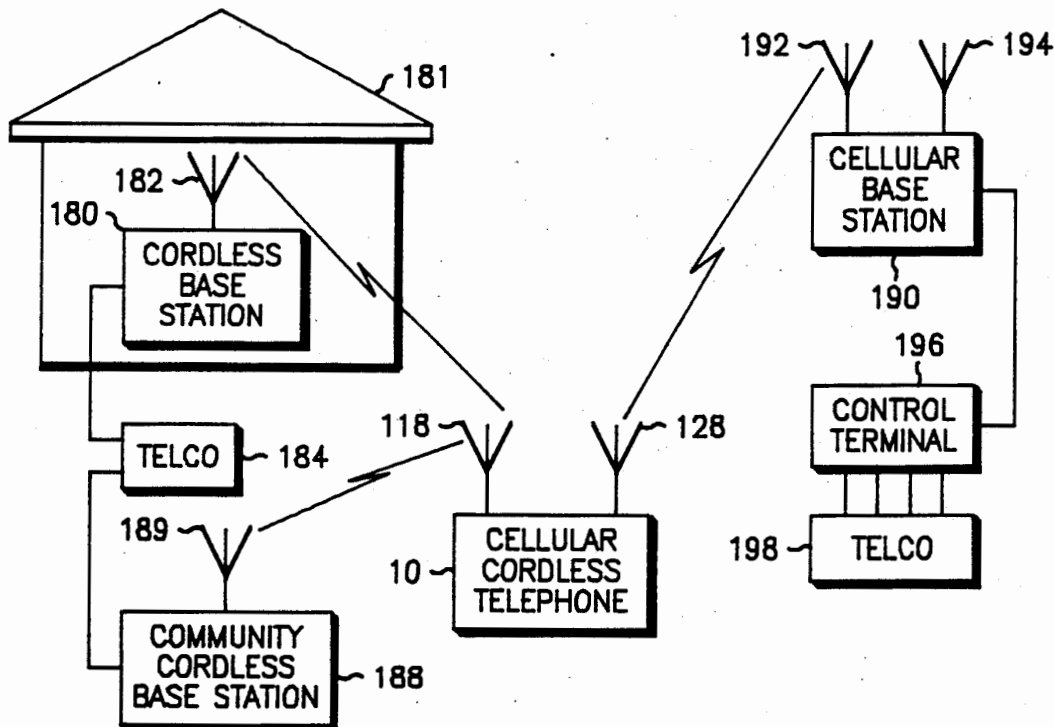 192
194
181
182
180
CORDLESS
BASE
STATION
CELLULAR
BASE
STATION
190
196
118
128
CONTROL
TERMINAL
TELCO
184
189
10
CELLULAR
CORDLESS
TELEPHONE
198
TELCO
COMMUNITY
CORDLESS
BASE STATION
188